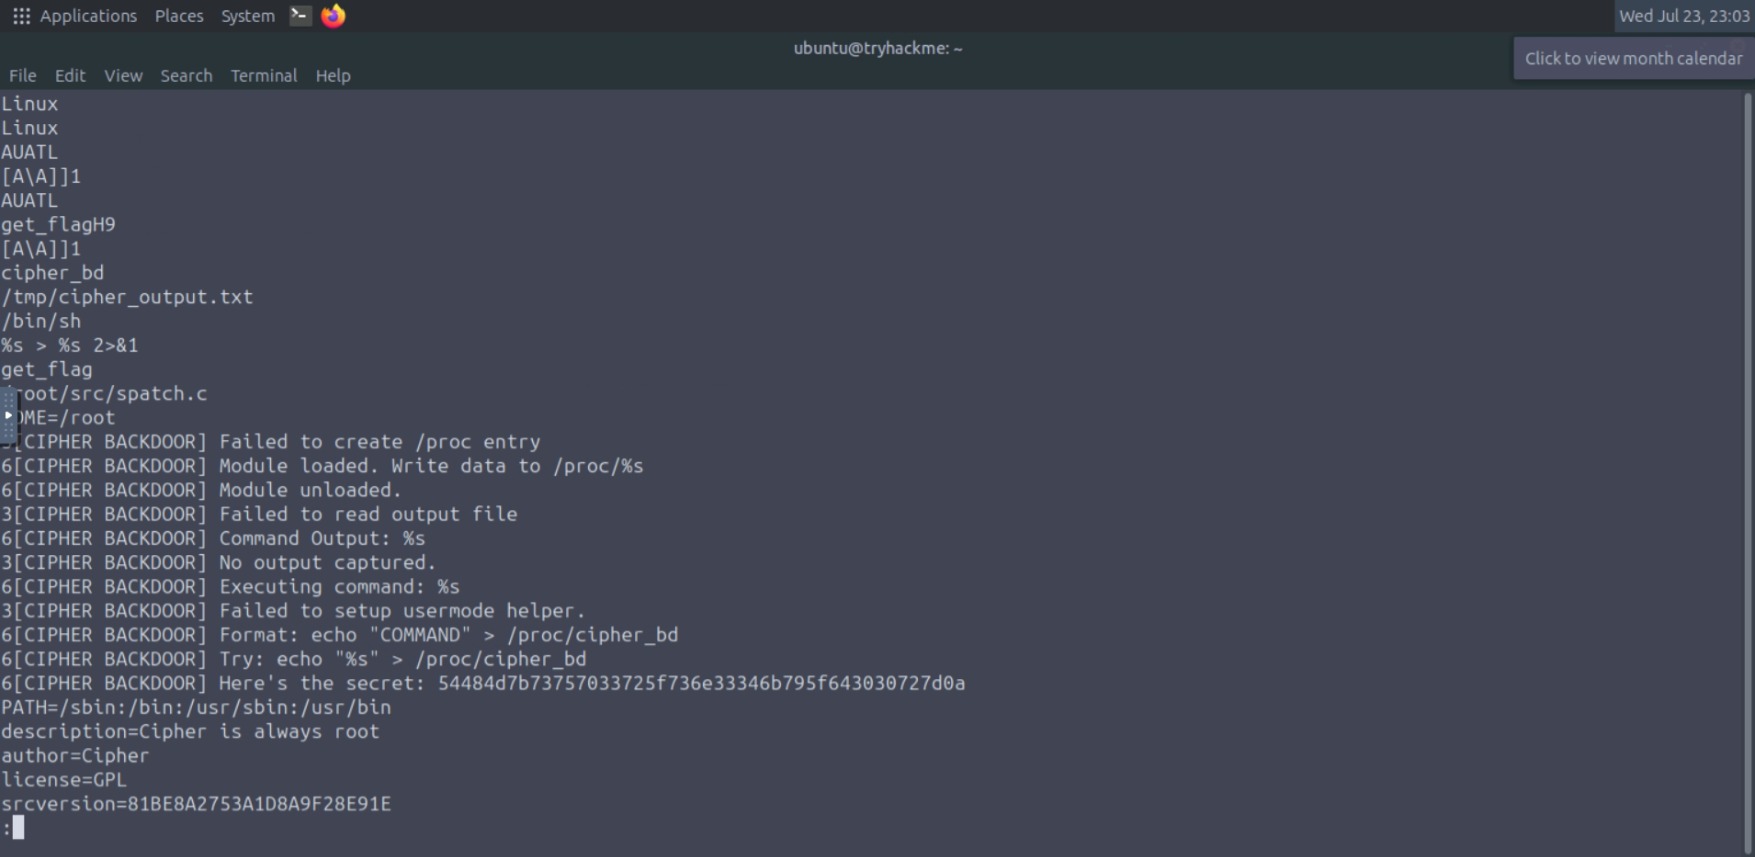 Applications Places System Wed Jul 23, 23:03
ubuntu@tryhackme: ~
Click to view month calendar
File Edit View Search Terminal Help
Linux
Linux
AUATL
[A\A]]1
AUATL
get_flagH9
[A\A]]1
cipher_bd
/tmp/cipher_output.txt
/bin/sh
%s > %s 2>&1
get_flag
/root/src/spatch.c
OME=/root
3[CIPHER BACKDOOR] Failed to create /proc entry
6[CIPHER BACKDOOR] Module loaded. Write data to /proc/%s
6[CIPHER BACKDOOR] Module unloaded.
3[CIPHER BACKDOOR] Failed to read output file
6[CIPHER BACKDOOR] Command Output: %s
3[CIPHER BACKDOOR] No output captured.
6[CIPHER BACKDOOR] Executing command: %s
3[CIPHER BACKDOOR] Failed to setup usermode helper.
6[CIPHER BACKDOOR] Format: echo "COMMAND" > /proc/cipher_bd
6[CIPHER BACKDOOR] Try: echo "%s" > /proc/cipher_bd
6[CIPHER BACKDOOR] Here's the secret: 54484d7b73757033725f736e33346b795f643030727d0a
PATH=/sbin:/bin:/usr/sbin:/usr/bin
description=Cipher is always root
author=Cipher
license=GPL
srcversion=81BE8A2753A1D8A9F28E91E
: